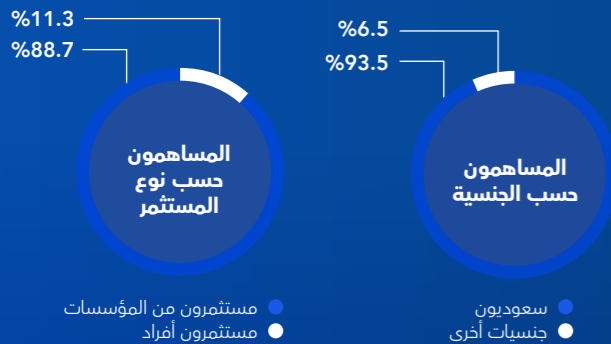 %6.5
%93.5
المساهمون
حسب الجنسية
سعوديون
جنسيات أخرى
%11.3
%88.7
المساهمون
حسب نوع
المستثمر
مستثمرون من المؤسسات
مستثمرون أفراد